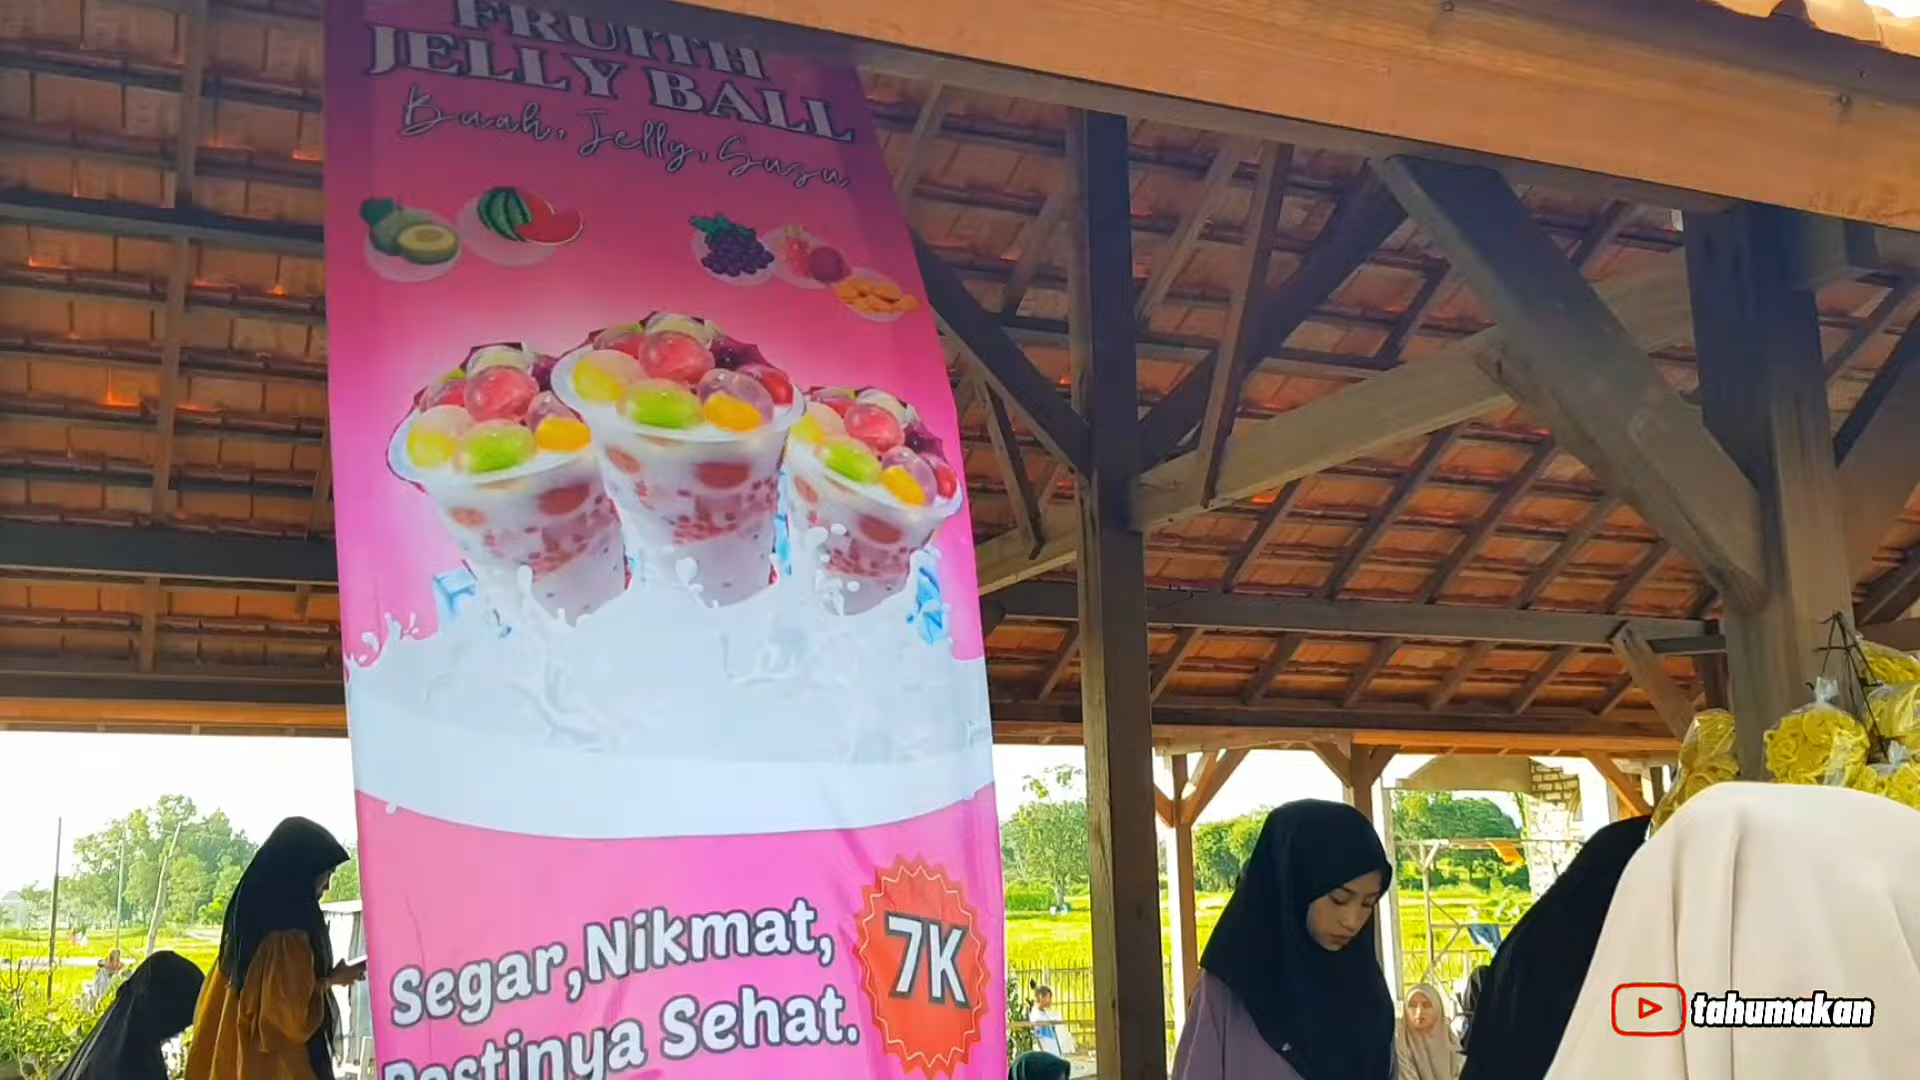 FRUITH
JELLY BALL
Buah, Jelly, Susu
Segar,Nikmat,
Pastinya Sehat.
7K
tahumakan